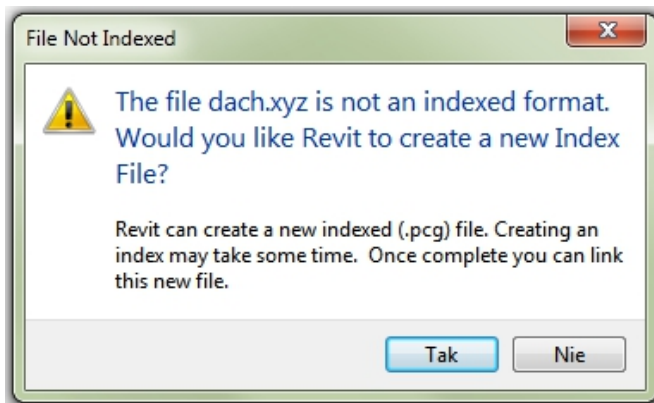 File Not Indexed
The file dach.xyz is not an indexed format.
Would you like Revit to create a new Index
File?
Revit can create a new indexed (.pcg) file. Creating an
index may take some time.  Once complete you can link
this new file.
Tak
Nie